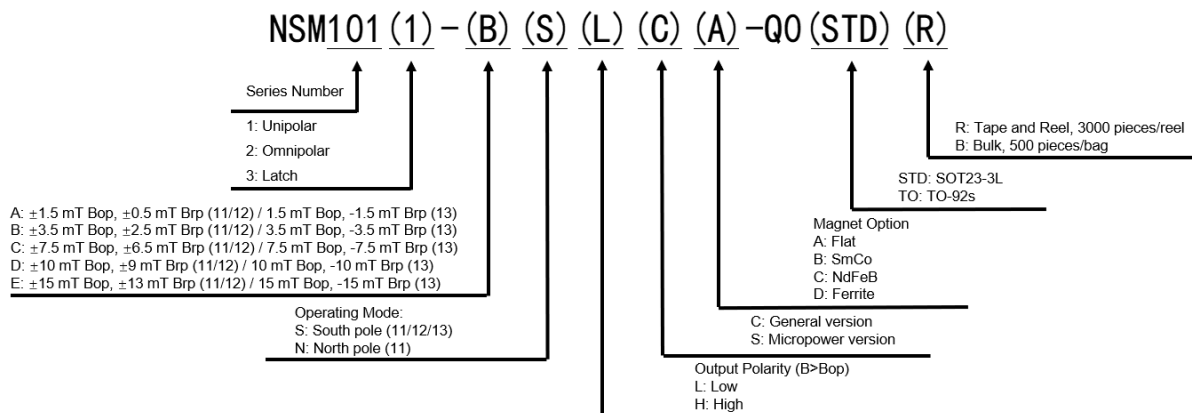 NSM101(1)-(B)(S)(L)(C)(A)-Q0(STD)(R)
Series Number
1: Unipolar
2: Omnipolar
3: Latch
R: Tape and Reel, 3000 pieces/reel
B: Bulk, 500 pieces/bag
STD: SOT23-3L
TO: TO-92s
A: ±1.5 mT Bop, ±0.5 mT Brp (11/12) / 1.5 mT Bop, -1.5 mT Brp (13)
B: ±3.5 mT Bop, ±2.5 mT Brp (11/12) / 3.5 mT Bop, -3.5 mT Brp (13)
C: ±7.5 mT Bop, ±6.5 mT Brp (11/12) / 7.5 mT Bop, -7.5 mT Brp (13)
D: ±10 mT Bop, ±9 mT Brp (11/12) / 10 mT Bop, -10 mT Brp (13)
E: ±15 mT Bop, ±13 mT Brp (11/12) / 15 mT Bop, -15 mT Brp (13)
Magnet Option
A: Flat
B: SmCo
C: NdFeB
D: Ferrite
Operating Mode:
S: South pole (11/12/13)
N: North pole (11)
C: General version
S: Micropower version
Output Polarity (B>Bop)
L: Low
H: High